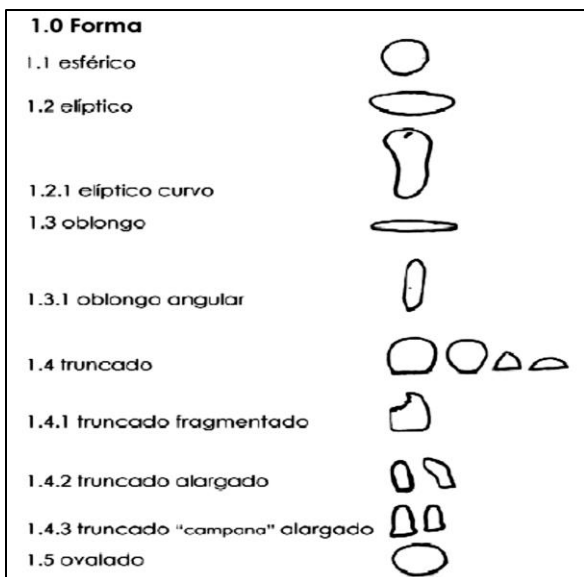 1.0 Forma
1.1 esférico
1.2 elíptico
1.2.1 elíptico curvo
1.3 oblongo
1.3.1 oblongo angular
1.4 truncado
1.4.1 truncado fragmentado
1.4.2 truncado alargado
1.4.3 truncado "campana" alargado
1.5 ovalado